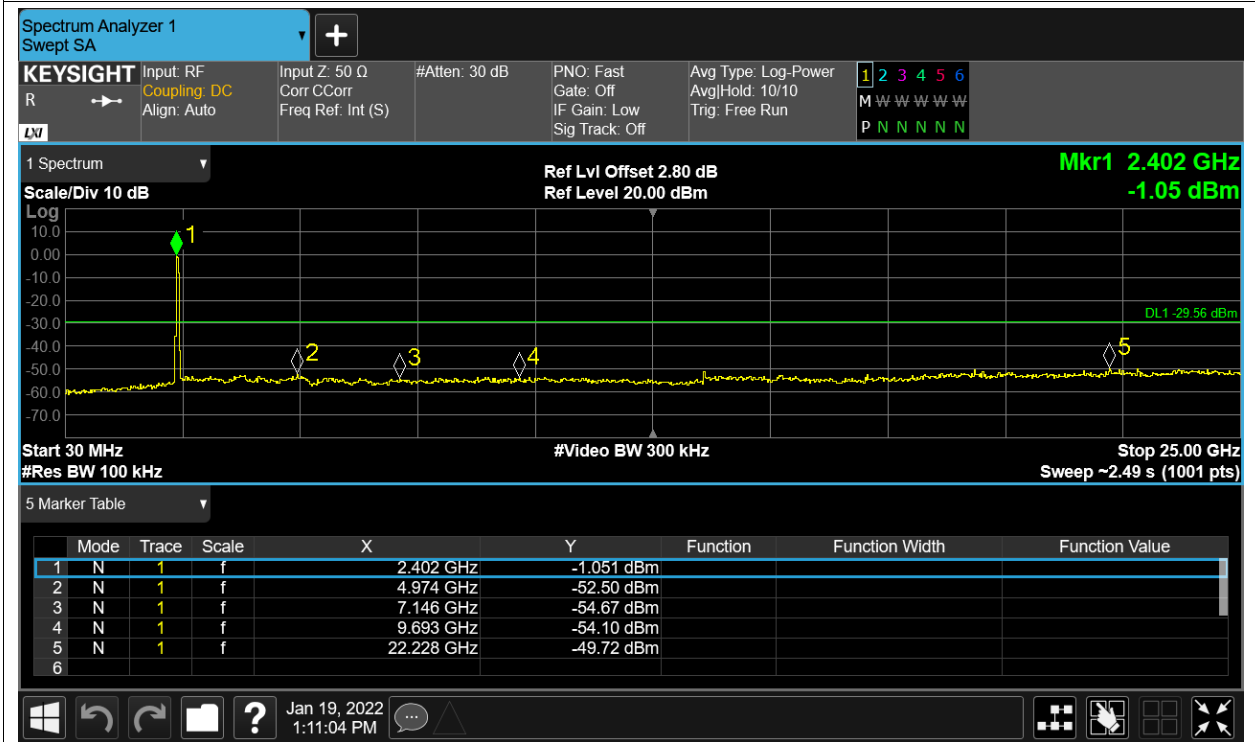 Spectrum Analyzer 1
Swept SA
+
KEYSIGHT Input: RF Input Z: 50 Ω #Atten: 30 dB PNO: Fast Avg Type: Log-Power 1 2 3 4 5 6
R Coupling: DC Corr CCorr Gate: Off Avg|Hold: 10/10 M W W W W W
Align: Auto Freq Ref: Int (S) IF Gain: Low Trig: Free Run
LXI Sig Track: Off P N N N N N
1 Spectrum Ref Lvl Offset 2.80 dB Mkr1 2.402 GHz
Scale/Div 10 dB Ref Level 20.00 dBm -1.05 dBm
Log
10.0 1
0.00
-10.0
-20.0
-30.0 DL1 -29.56 dBm
-40.0 2 3 4 5
-50.0
-60.0
-70.0
Start 30 MHz #Video BW 300 kHz Stop 25.00 GHz
#Res BW 100 kHz Sweep ~2.49 s (1001 pts)
5 Marker Table
Mode Trace Scale X Y Function Function Width Function Value
1 N 1 f 2.402 GHz -1.051 dBm
2 N 1 f 4.974 GHz -52.50 dBm
3 N 1 f 7.146 GHz -54.67 dBm
4 N 1 f 9.693 GHz -54.10 dBm
5 N 1 f 22.228 GHz -49.72 dBm
6
? Jan 19, 2022
1:11:04 PM